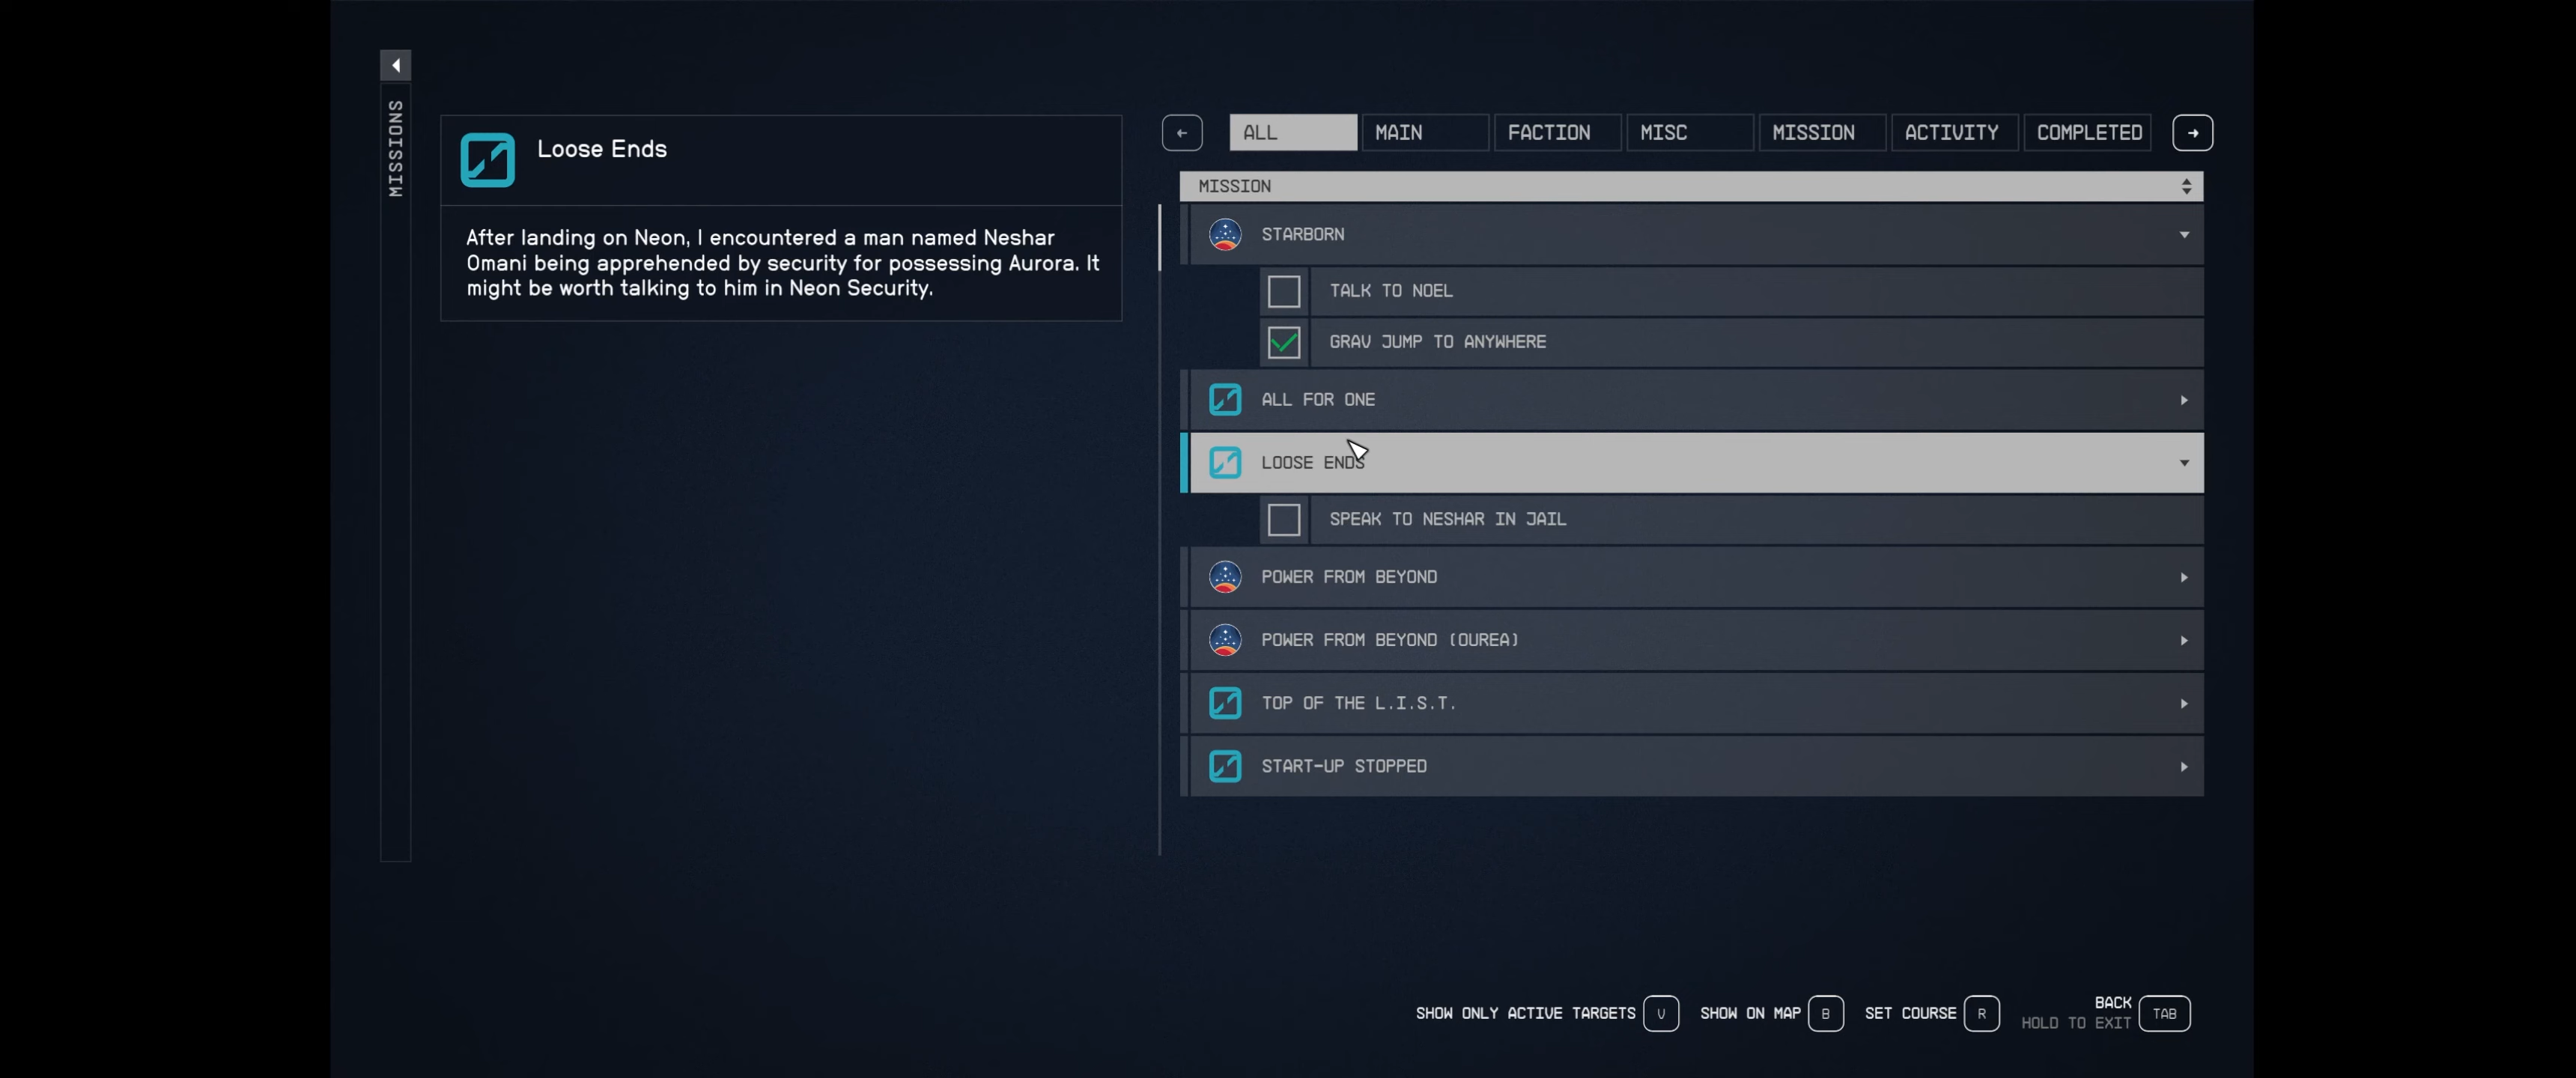 MISSIONS
Loose Ends
After landing on Neon, I encountered a man named Neshar
Omani being apprehended by security for possessing Aurora. It
might be worth talking to him in Neon Security.
ALL MAIN FACTION MISC MISSION ACTIVITY COMPLETED
MISSION
STARBORN
TALK TO NOEL
GRAV JUMP TO ANYWHERE
ALL FOR ONE
LOOSE ENDS
SPEAK TO NESHAR IN JAIL
POWER FROM BEYOND
POWER FROM BEYOND (OUREA)
TOP OF THE L.I.S.T.
START-UP STOPPED
SHOW ONLY ACTIVE TARGETS V SHOW ON MAP B SET COURSE R BACK
HOLD TO EXIT TAB